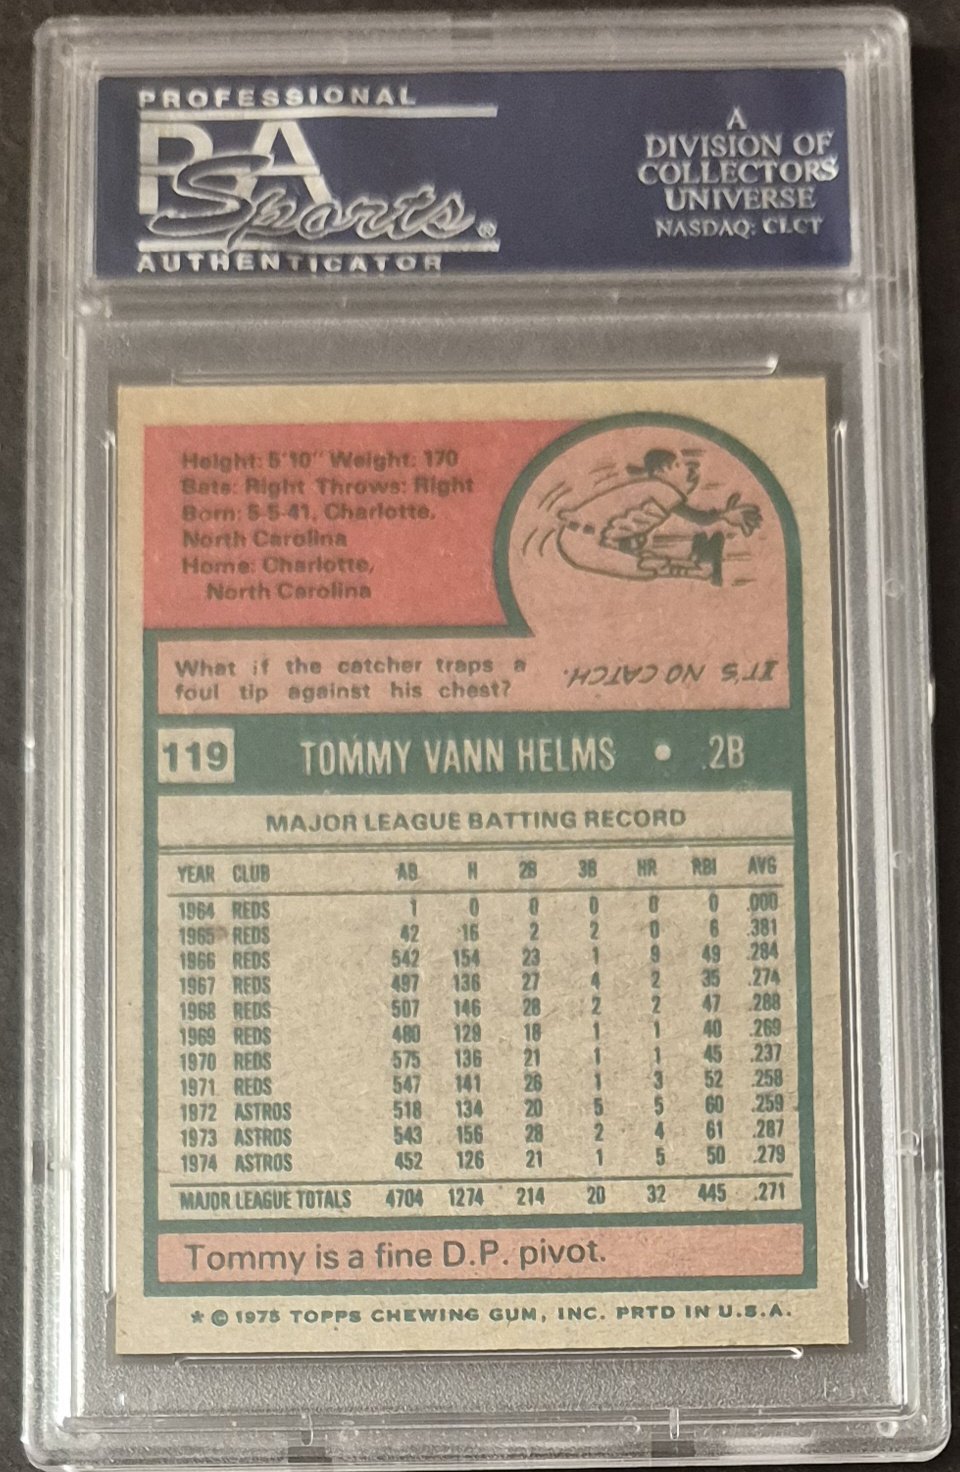 PROFESSIONAL
PSA
Sports®
AUTHENTICATOR
A
DIVISION OF
COLLECTORS
UNIVERSE
NASDAQ: CLCT
Height: 5'10" Weight: 170
Bats: Right Throws: Right
Born: 5-5-41, Charlotte,
North Carolina
Home: Charlotte,
North Carolina
What if the catcher traps a
foul tip against his chest?
IT'S NO CATCH.
119 TOMMY VANN HELMS • 2B
MAJOR LEAGUE BATTING RECORD
YEAR CLUB AB H 2B 3B HR RBI AVG
1964 REDS 1 0 0 0 0 0 .000
1965 REDS 42 16 2 2 0 6 .381
1966 REDS 542 154 23 1 9 49 .284
1967 REDS 497 136 27 4 2 35 .274
1968 REDS 507 146 28 2 2 47 .288
1969 REDS 480 129 18 1 1 40 .269
1970 REDS 575 136 21 1 1 45 .237
1971 REDS 547 141 26 1 3 52 .258
1972 ASTROS 518 134 20 5 5 60 .259
1973 ASTROS 543 156 28 2 4 61 .287
1974 ASTROS 452 126 21 1 5 50 .279
MAJOR LEAGUE TOTALS 4704 1274 214 20 32 445 .271
Tommy is a fine D.P. pivot.
* © 1975 TOPPS CHEWING GUM, INC. PRTD IN U.S.A.